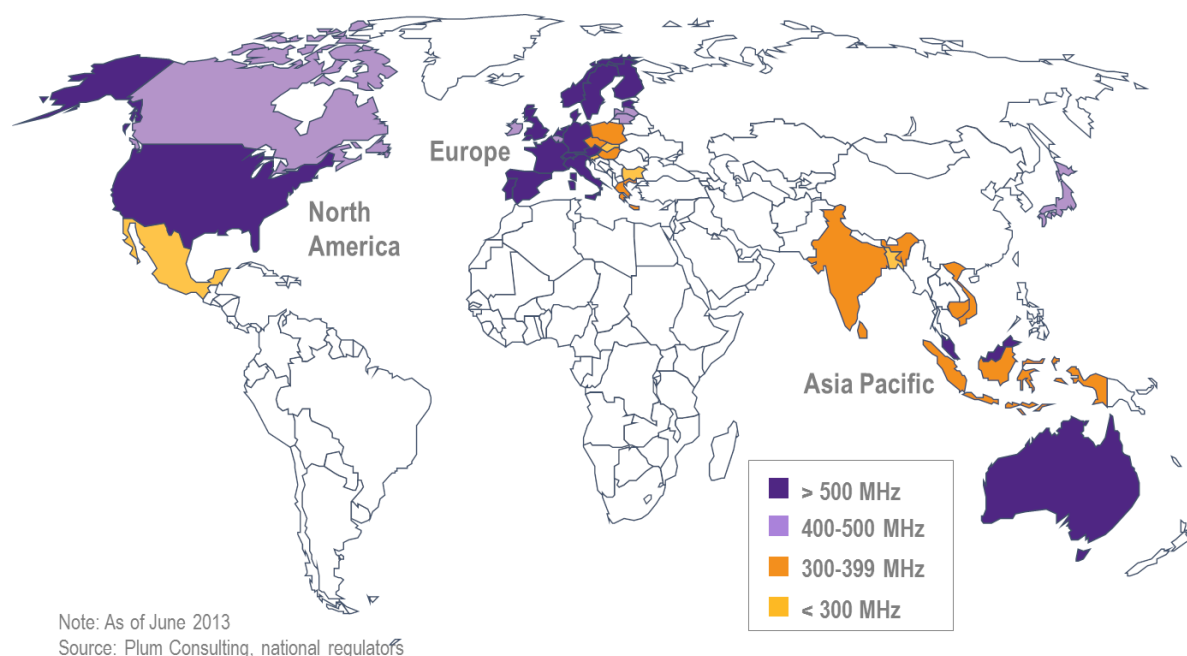 Europe
North
America
Asia Pacific
> 500 MHz
400-500 MHz
300-399 MHz
< 300 MHz
Note: As of June 2013
Source: Plum Consulting, national regulators